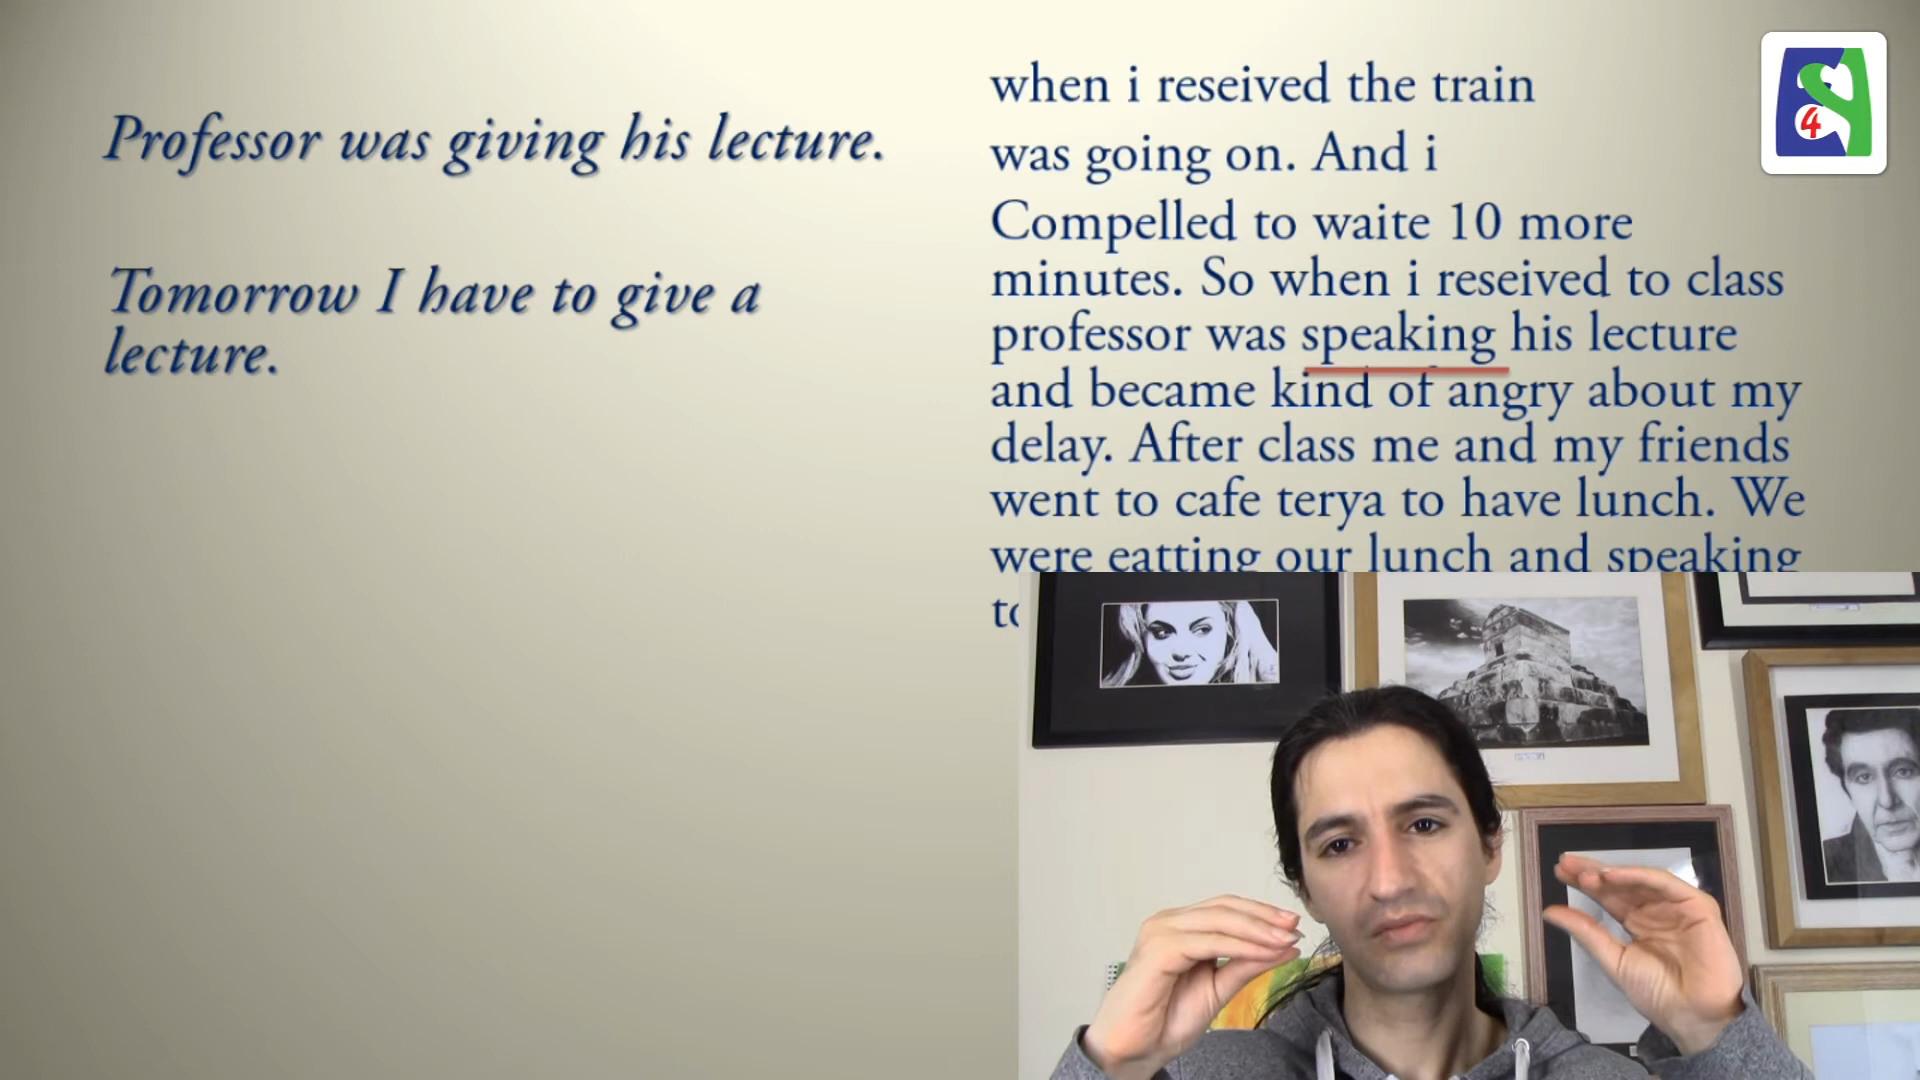 Professor was giving his lecture.
Tomorrow I have to give a
lecture.
when i reseived the train
was going on. And i
Compelled to waite 10 more
minutes. So when i reseived to class
professor was speaking his lecture
and became kind of angry about my
delay. After class me and my friends
went to cafe terya to have lunch. We
were eatting our lunch and speaking
4